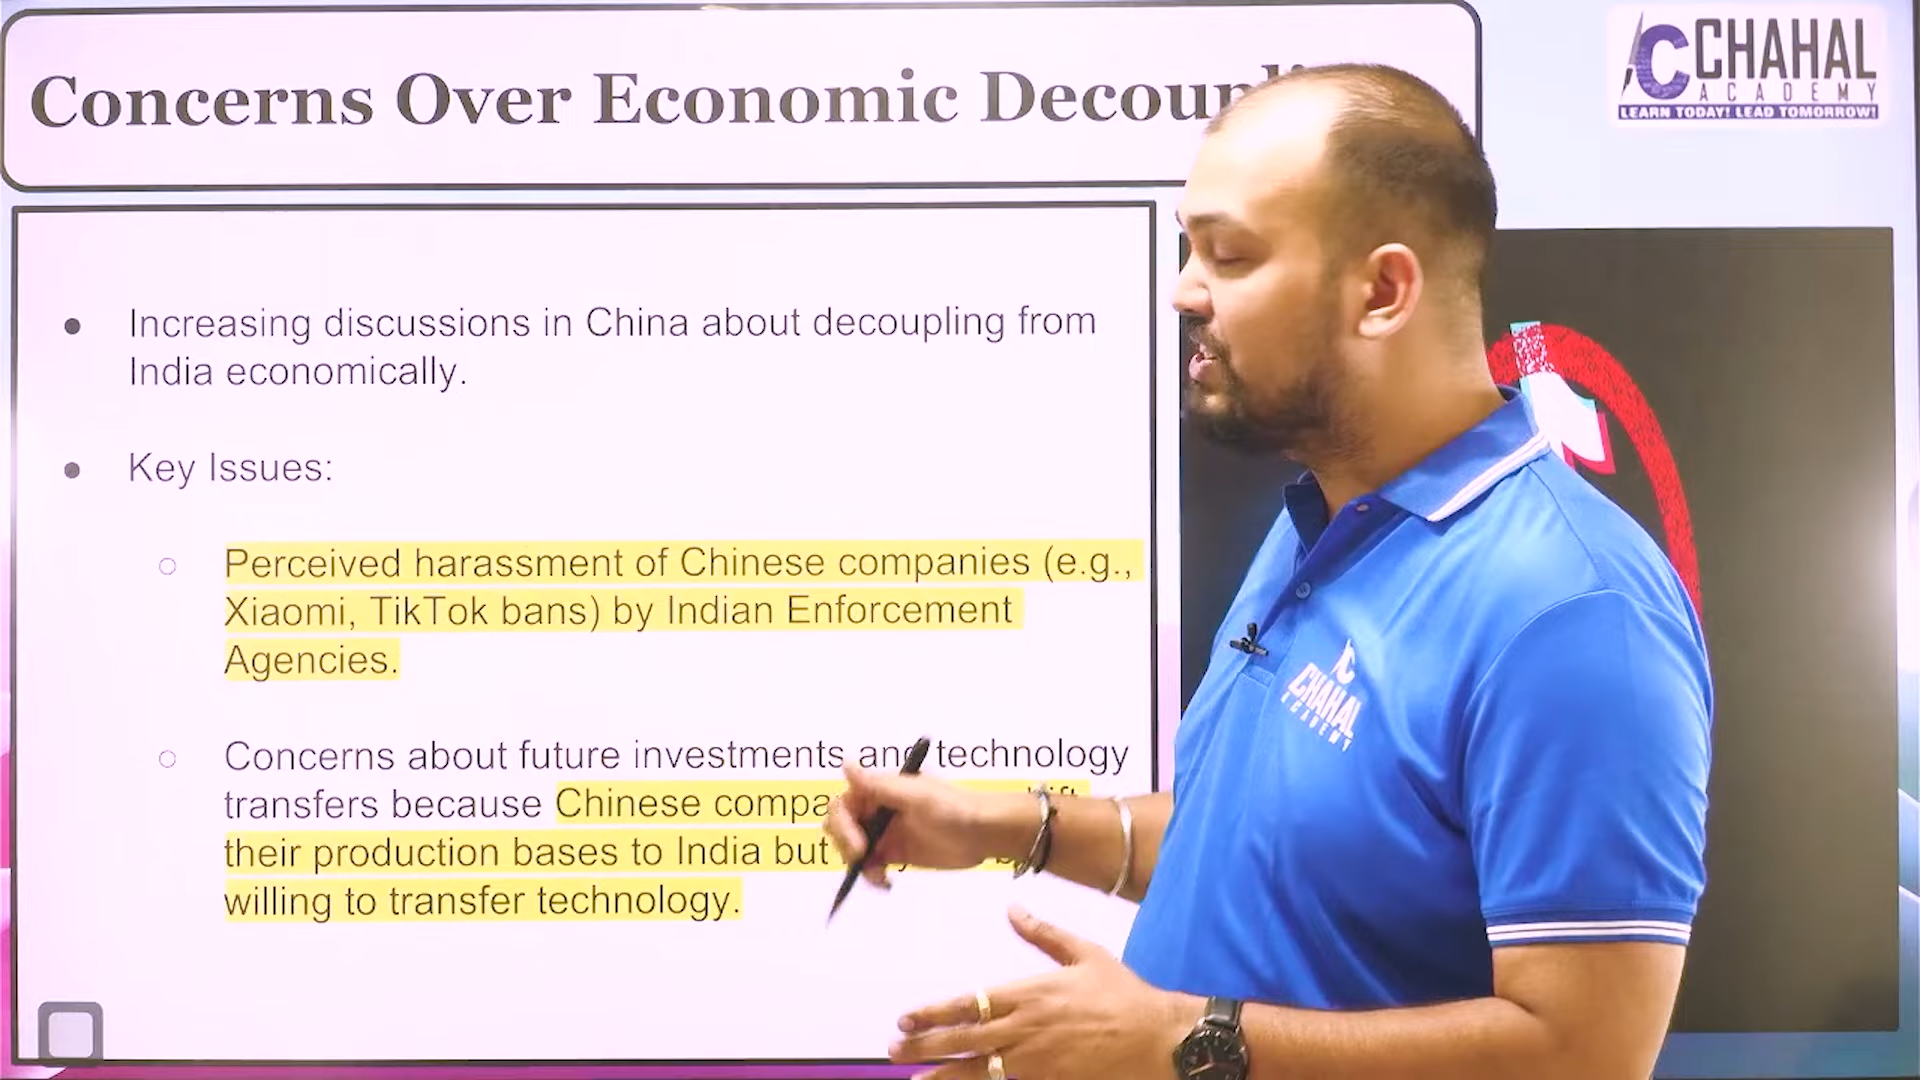 Concerns Over Economic
CHAHAL
ACADEMY
LEARN TODAY! LEAD TOMORROW!
• Increasing discussions in China about decoupling from
India economically.
• Key Issues:
○ Perceived harassment of Chinese companies (e.g.,
Xiaomi, TikTok bans) by Indian Enforcement
Agencies.
○ Concerns about future investments and technology
transfers because Chinese
their production bases to India but
willing to transfer technology.
CHAHAL
ACADEMY